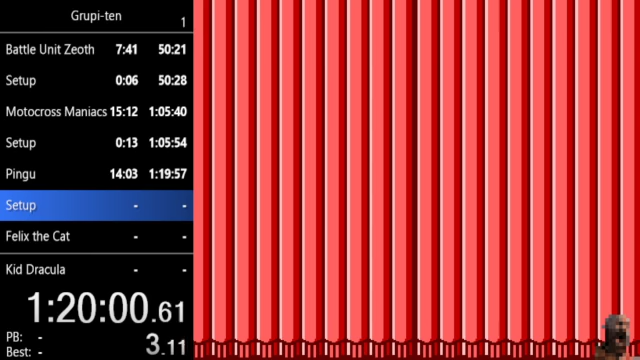 Grupi-ten
1
Battle Unit Zeoth 7:41 50:21
Setup 0:06 50:28
Motocross Maniacs 15:12 1:05:40
Setup 0:13 1:05:54
Pingu 14:03 1:19:57
Setup - -
Felix the Cat - -
Kid Dracula - -
1:20:00.61
PB: -
Best: - 3.11